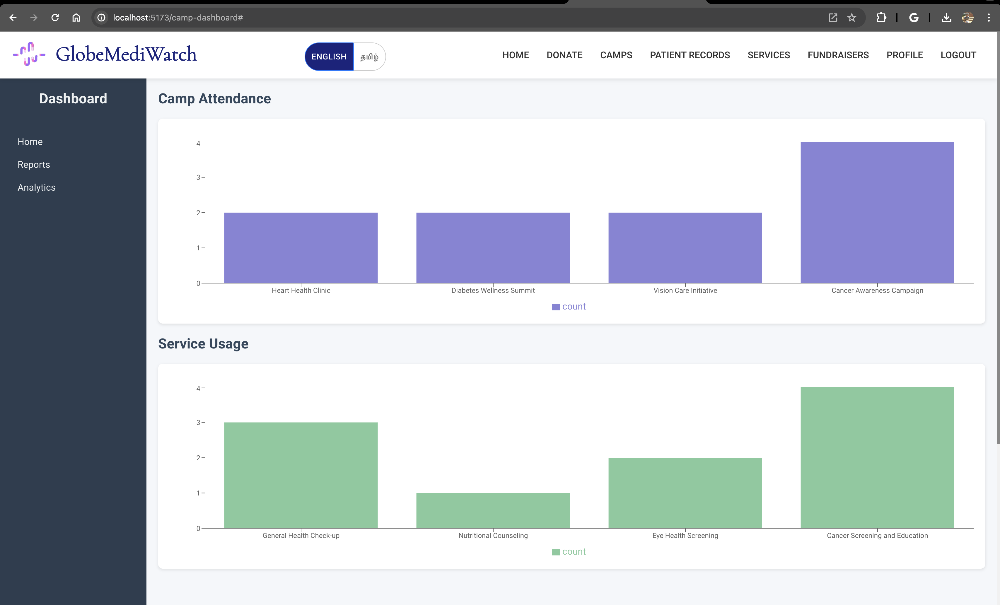 localhost:5173/camp-dashboard#
GlobeMediWatch
ENGLISH தமிழ்
HOME DONATE CAMPS PATIENT RECORDS SERVICES FUNDRAISERS PROFILE LOGOUT
Dashboard
Home
Reports
Analytics
Camp Attendance
4
3
2
1
0
Heart Health Clinic Diabetes Wellness Summit Vision Care Initiative Cancer Awareness Campaign
count
Service Usage
4
3
2
1
0
General Health Check-up Nutritional Counseling Eye Health Screening Cancer Screening and Education
count